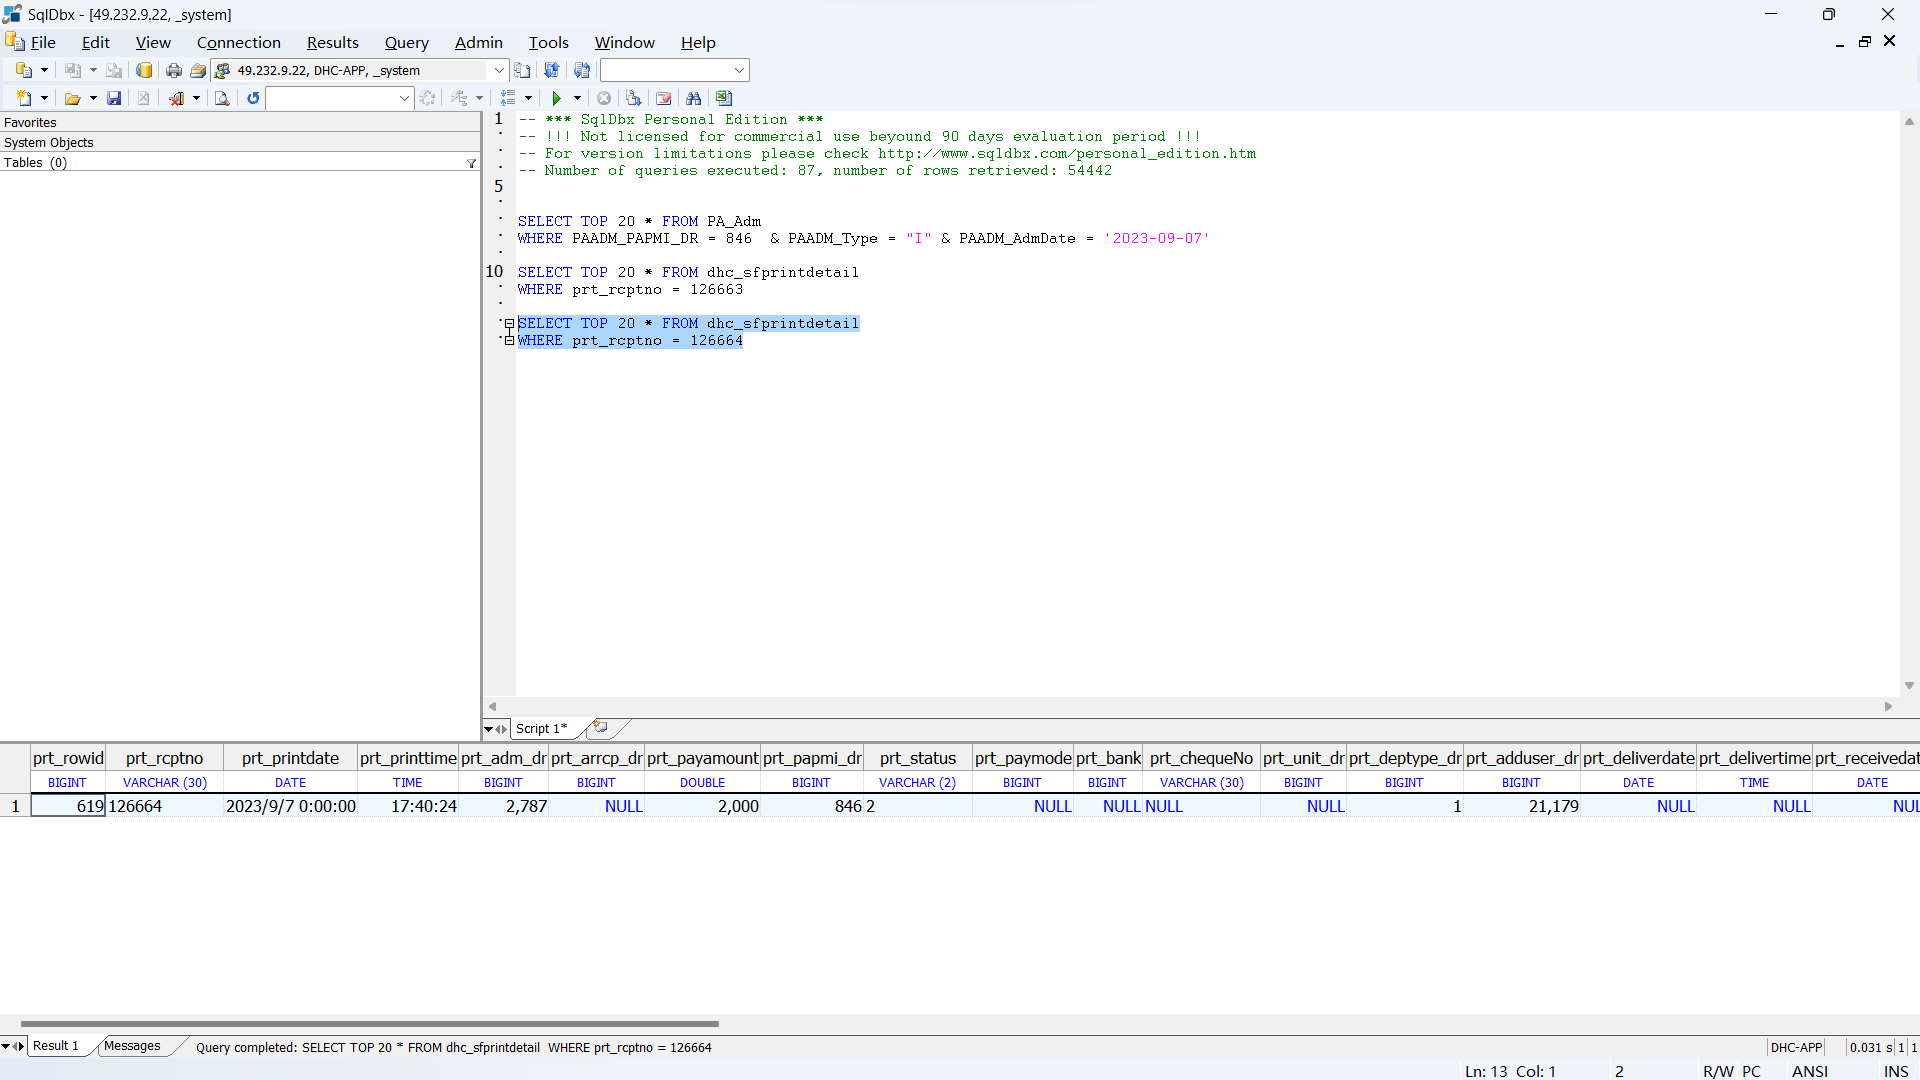 SqlDbx - [49.232.9.22, _system]
File Edit View Connection Results Query Admin Tools Window Help
49.232.9.22, DHC-APP, _system
Favorites
System Objects
Tables (0)
1 -- *** SqlDbx Personal Edition ***
-- !!! Not licensed for commercial use beyound 90 days evaluation period !!!
-- For version limitations please check http://www.sqldbx.com/personal_edition.htm
-- Number of queries executed: 87, number of rows retrieved: 54442
5
SELECT TOP 20 * FROM PA_Adm
WHERE PAADM_PAPMI_DR = 846 & PAADM_Type = "I" & PAADM_AdmDate = '2023-09-07'
10 SELECT TOP 20 * FROM dhc_sfprintdetail
WHERE prt_rcptno = 126663
SELECT TOP 20 * FROM dhc_sfprintdetail
WHERE prt_rcptno = 126664
Script 1*
prt_rowid prt_rcptno prt_printdate prt_printtime prt_adm_dr prt_arrcp_dr prt_payamount prt_papmi_dr prt_status prt_paymode prt_bank prt_chequeNo prt_unit_dr prt_deptype_dr prt_adduser_dr prt_deliverdate prt_delivertime prt_receivedat
BIGINT VARCHAR (30) DATE TIME BIGINT BIGINT DOUBLE BIGINT VARCHAR (2) BIGINT BIGINT VARCHAR (30) BIGINT BIGINT BIGINT DATE TIME DATE
1 619 126664 2023/9/7 0:00:00 17:40:24 2,787 NULL 2,000 846 2 NULL NULL NULL NULL 1 21,179 NULL NULL NUL
Result 1 Messages Query completed: SELECT TOP 20 * FROM dhc_sfprintdetail WHERE prt_rcptno = 126664 DHC-APP 0.031 s 1 1
Ln: 13 Col: 1 2 R/W PC ANSI INS